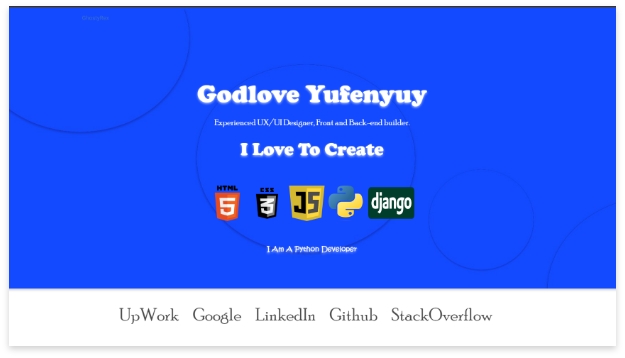 Godlove Yufenyuy
Experienced UX/UI Designer, Front and Back-end builder.
I Love To Create
HTML CSS
5 3 JS django
I Am A Python Developer
UpWork Google LinkedIn Github StackOverflow